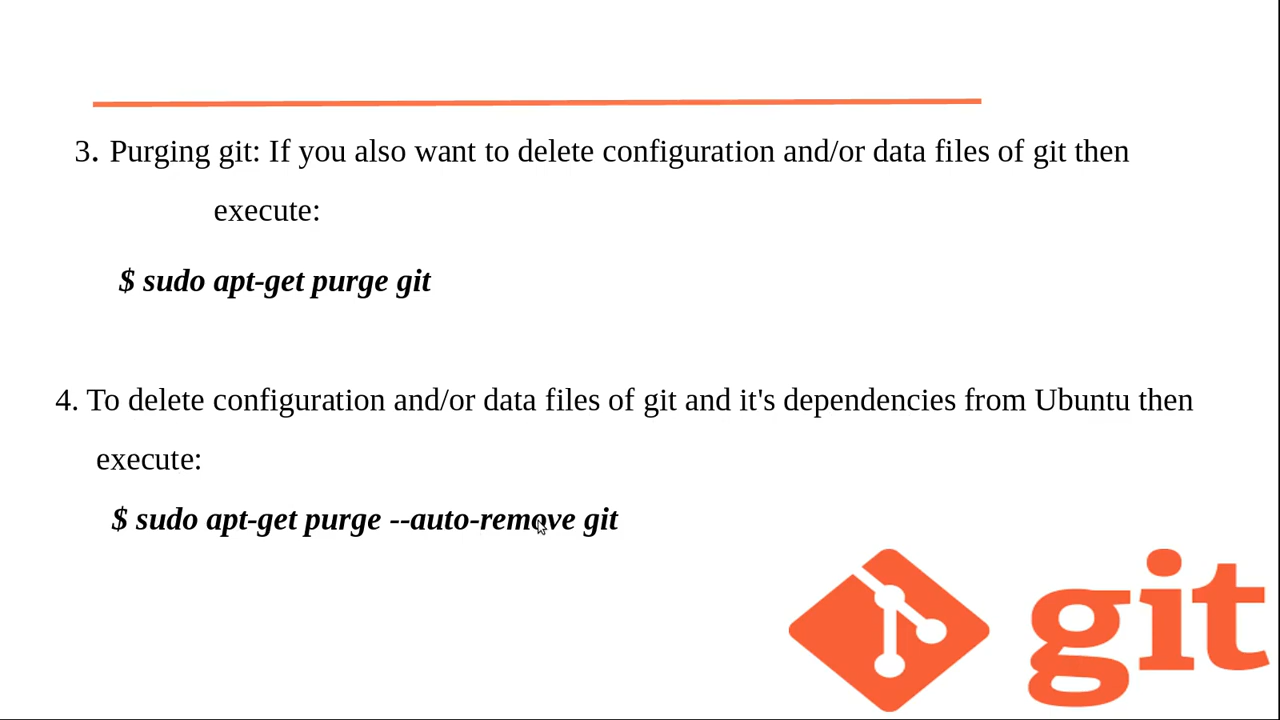 3. Purging git: If you also want to delete configuration and/or data files of git then
execute:
$ sudo apt-get purge git
4. To delete configuration and/or data files of git and it's dependencies from Ubuntu then
execute:
$ sudo apt-get purge --auto-remove git
git